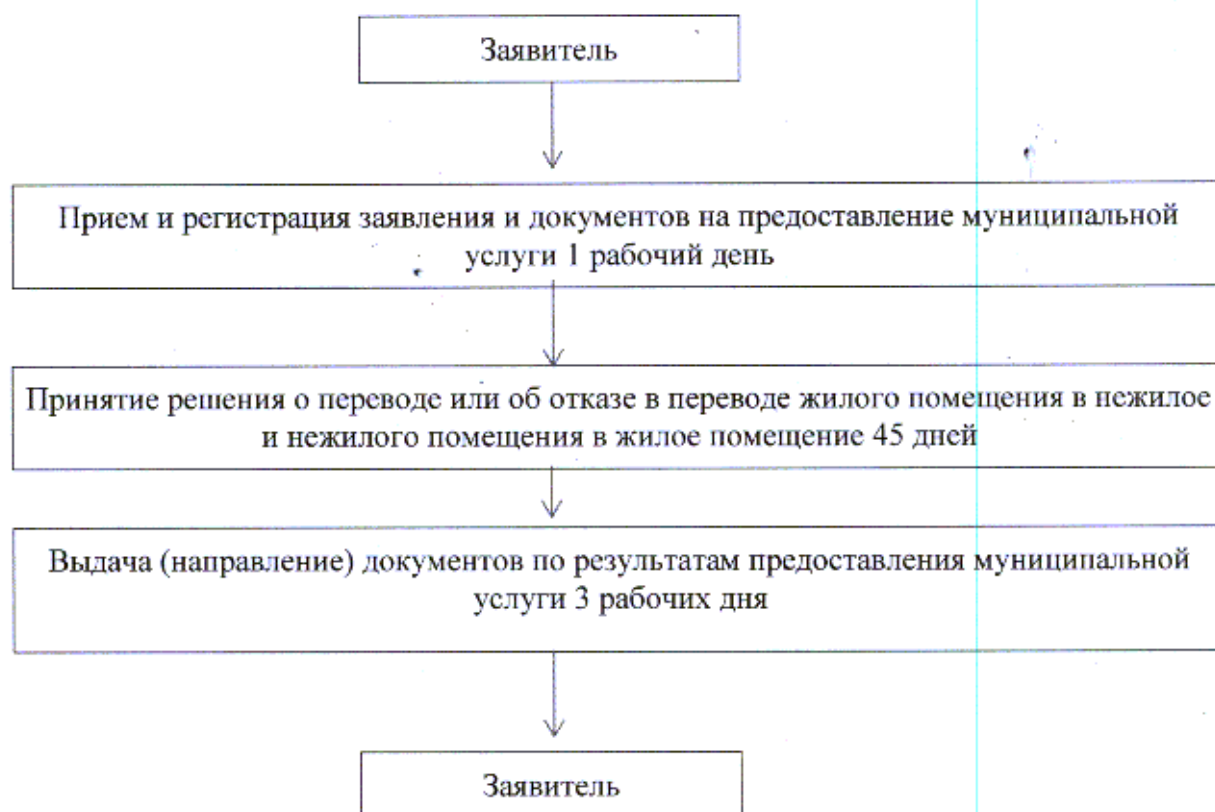 Заявитель
Прием и регистрация заявления и документов на предоставление муниципальной
услуги 1 рабочий день
Принятие решения о переводе или об отказе в переводе жилого помещения в нежилое
и нежилого помещения в жилое помещение 45 дней
Выдача (направление) документов по результатам предоставления муниципальной
услуги 3 рабочих дня
Заявитель